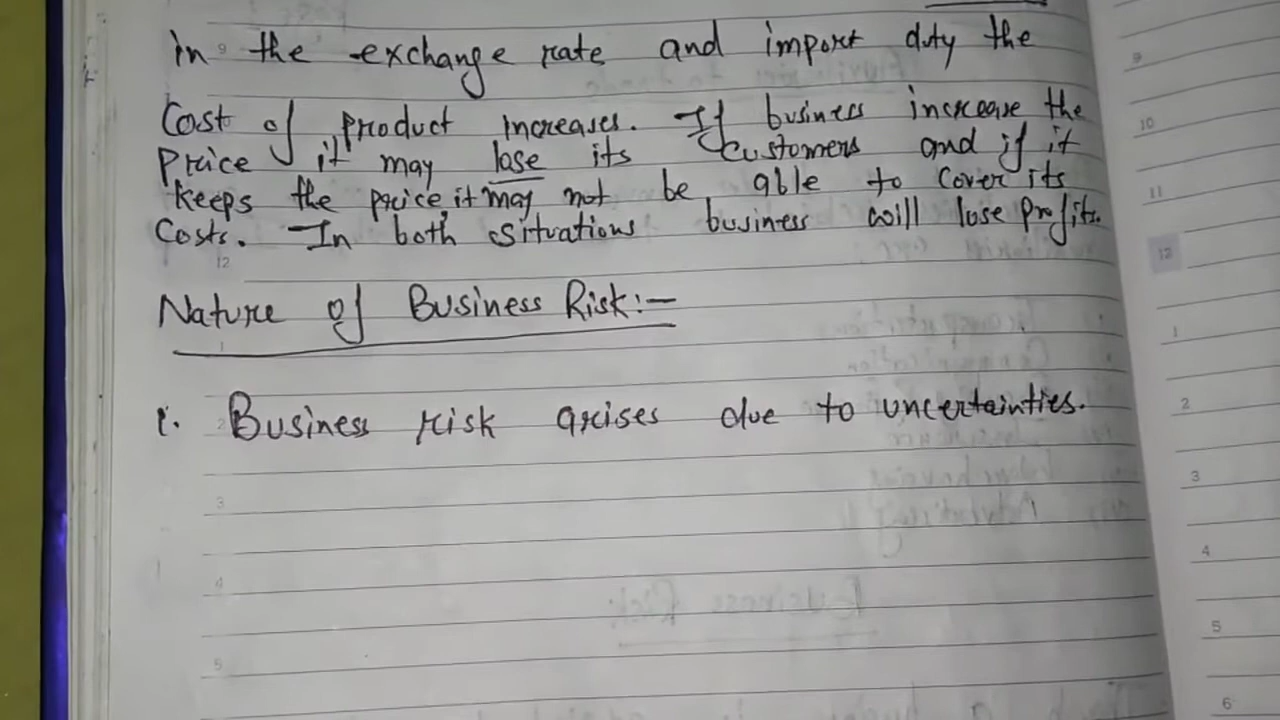 in the exchange rate and import duty the
Cost of product increases. If business increase the
Price it may lose its customers and if it
keeps the price, it may not be able to cover its
Costs. In both situations business will lose profits.
Nature of Business Risk:-
i. Business risk arises due to uncertainties.